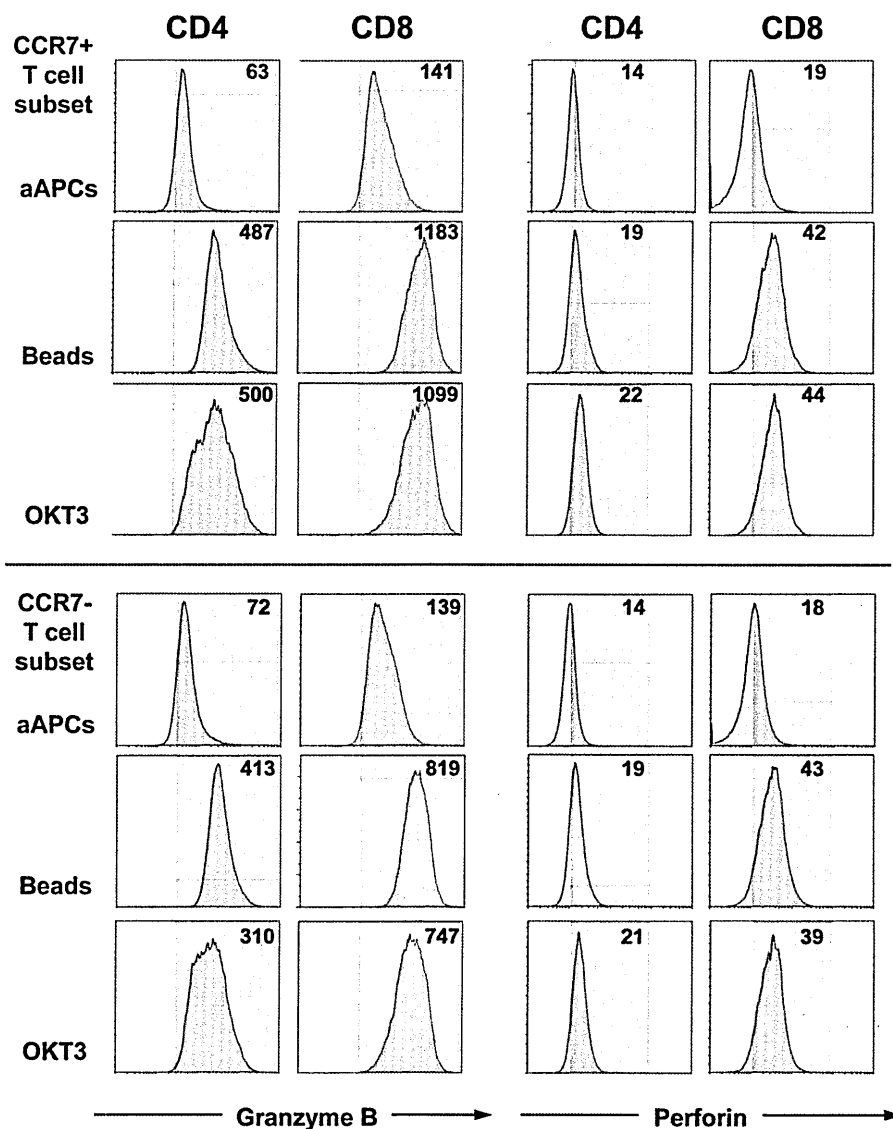 CD4 CD8 CD4 CD8
CCR7+
T cell
subset
63 141 14 19
aAPCs
487 1183 19 42
Beads
500 1099 22 44
OKT3
CCR7-
T cell
subset
72 139 14 18
aAPCs
413 819 19 43
Beads
310 747 21 39
OKT3
Granzyme B Perforin